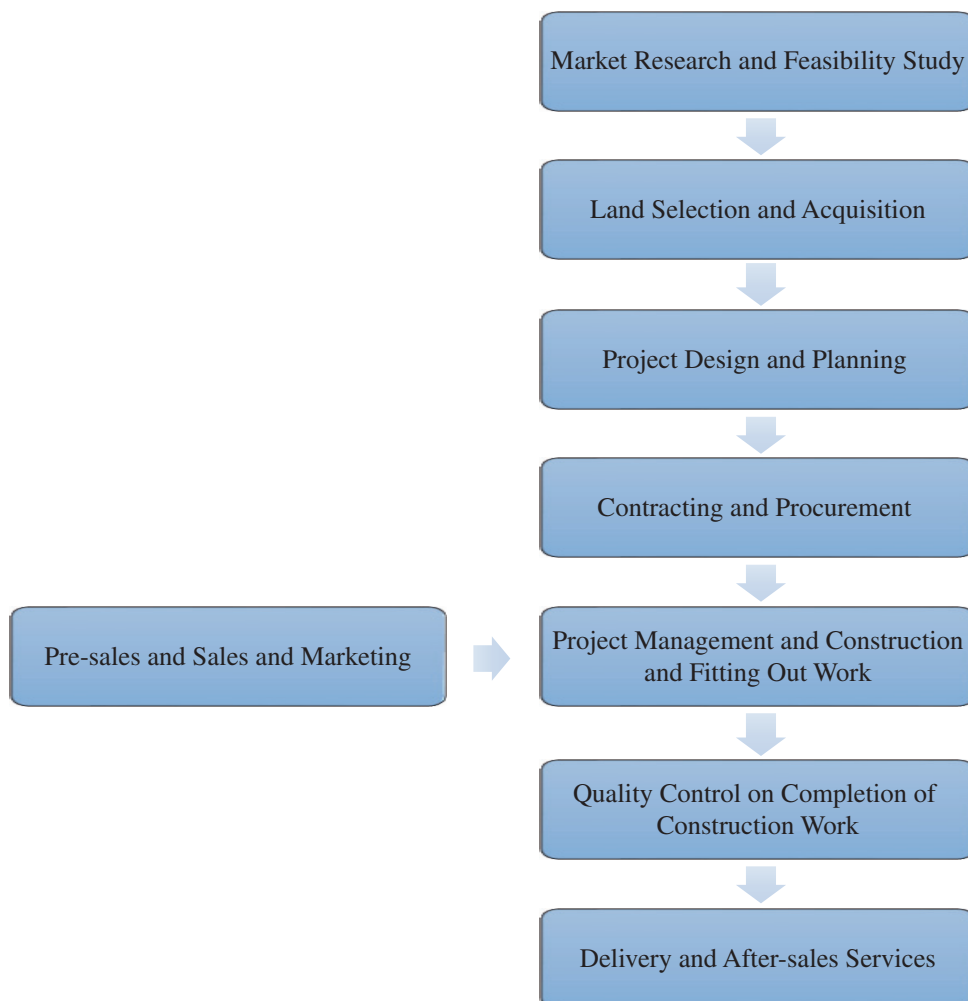 Market Research and Feasibility Study
Land Selection and Acquisition
Project Design and Planning
Contracting and Procurement
Pre-sales and Sales and Marketing
Project Management and Construction
and Fitting Out Work
Quality Control on Completion of
Construction Work
Delivery and After-sales Services